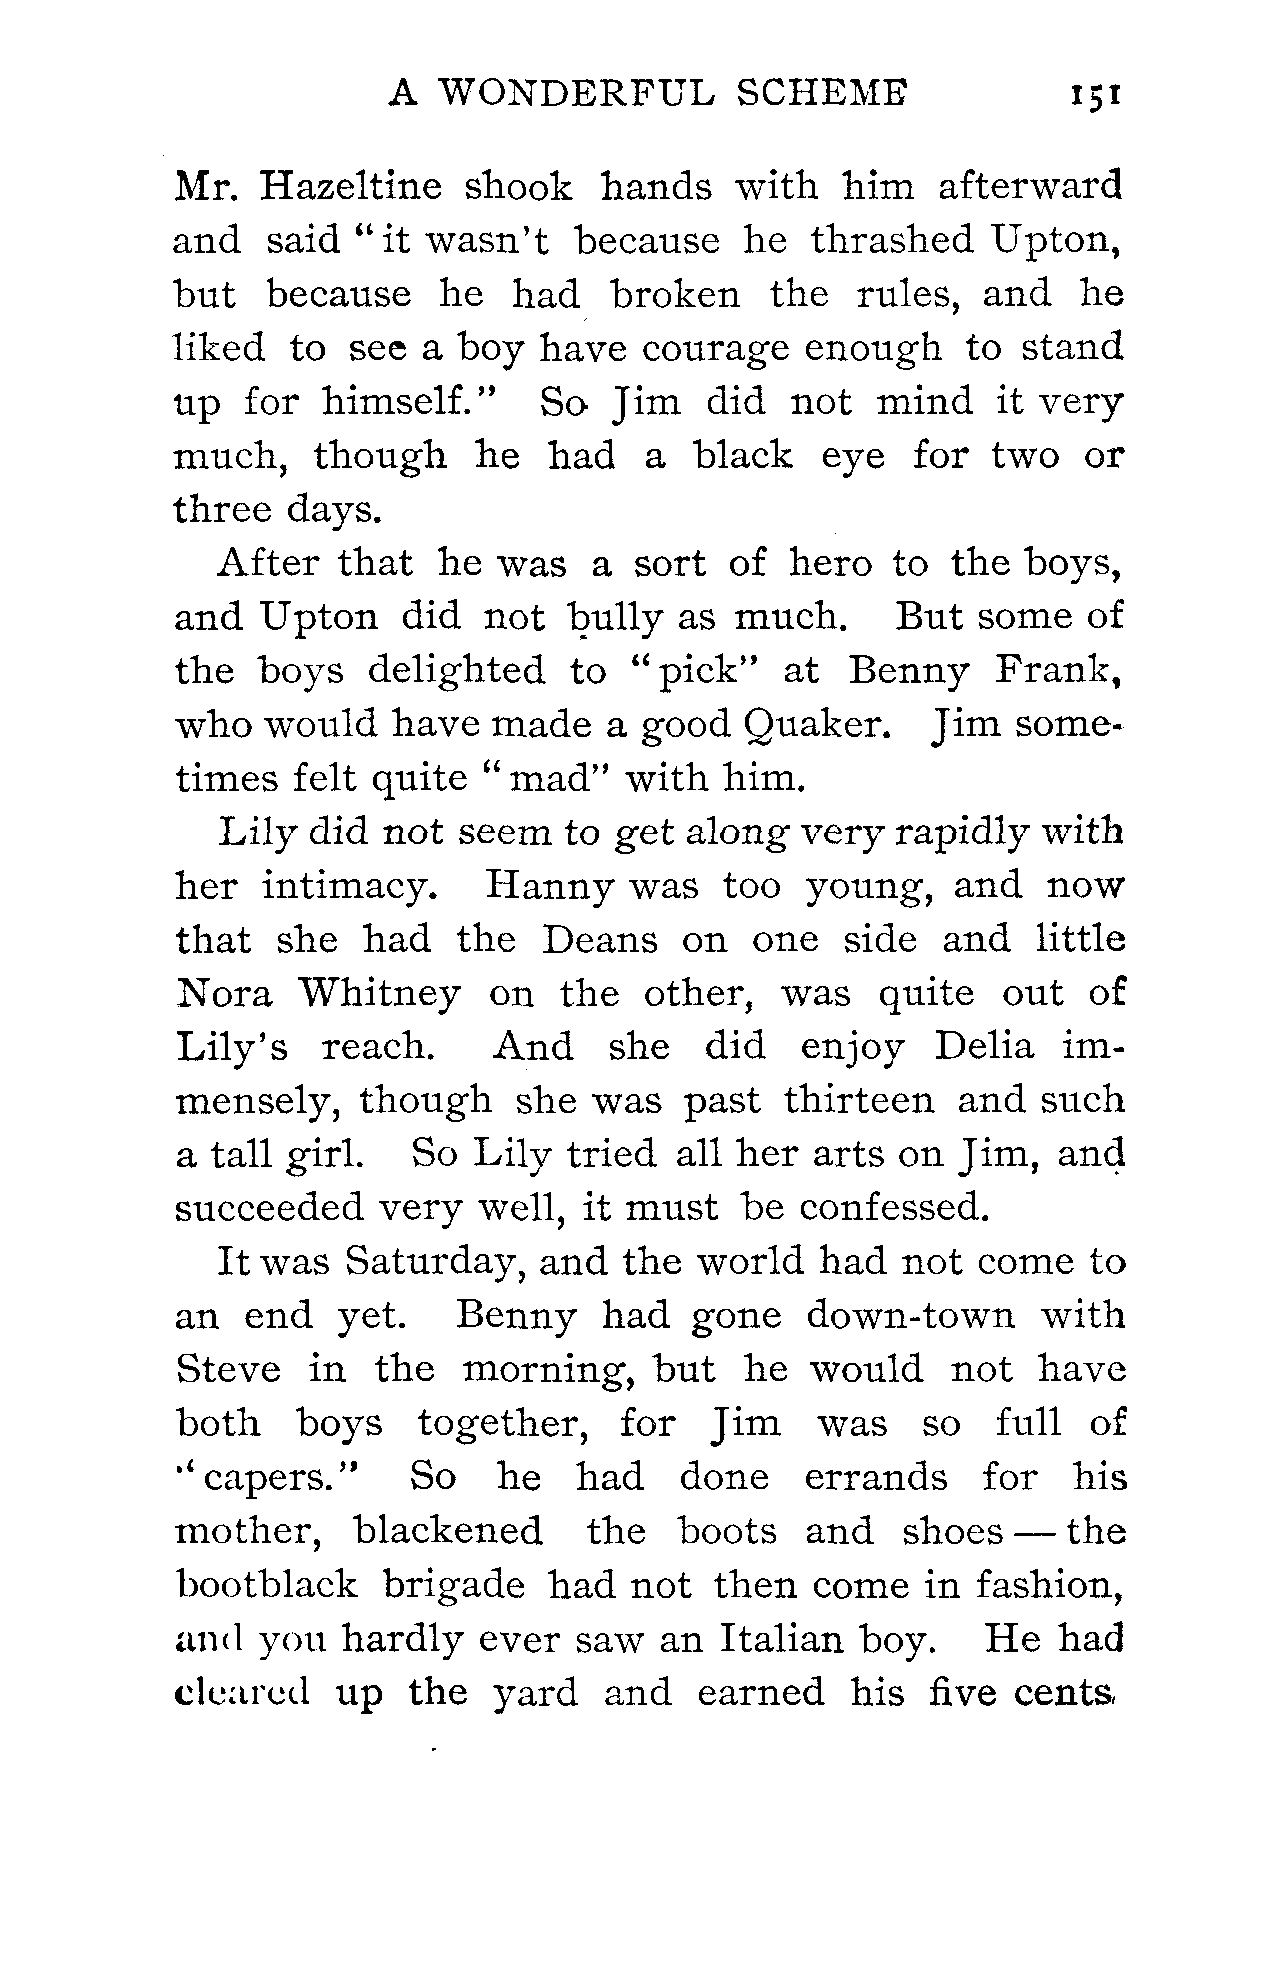 A WONDERFUL SCHEME 151
Mr. Hazeltine shook hands with him afterward
and said “ it wasn't because he thrashed Upton,
but because he had broken the rules, and he
liked to see a boy have courage enough to stand
up for himself.” So Jim did not mind it very
much, though he had a black eye for two or
three days.
After that he was a sort of hero to the boys,
and Upton did not bully as much. But some of
the boys delighted to “ pick” at Benny Frank,
who would have made a good Quaker. Jim some-
times felt quite “ mad” with him.
Lily did not seem to get along very rapidly with
her intimacy. Hanny was too young, and now
that she had the Deans on one side and little
Nora Whitney on the other, was quite out of
Lily's reach. And she did enjoy Delia im-
mensely, though she was past thirteen and such
a tall girl. So Lily tried all her arts on Jim, and
succeeded very well, it must be confessed.
It was Saturday, and the world had not come to
an end yet. Benny had gone down-town with
Steve in the morning, but he would not have
both boys together, for Jim was so full of
“ capers.” So he had done errands for his
mother, blackened the boots and shoes — the
bootblack brigade had not then come in fashion,
and you hardly ever saw an Italian boy. He had
cleared up the yard and earned his five cents,